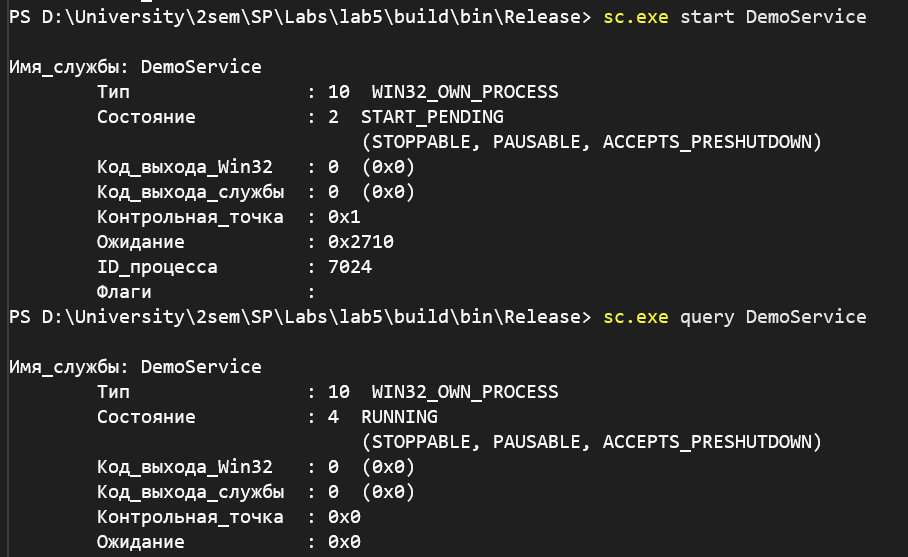 PS D:\University\2sem\SP\Labs\lab5\build\bin\Release> sc.exe start DemoService
Имя_службы: DemoService
Тип : 10 WIN32_OWN_PROCESS
Состояние : 2 START_PENDING
(STOPPABLE, PAUSABLE, ACCEPTS_PRESHUTDOWN)
Код_выхода_Win32 : 0 (0x0)
Код_выхода_службы : 0 (0x0)
Контрольная_точка : 0x1
Ожидание : 0x2710
ID_процесса : 7024
Флаги :
PS D:\University\2sem\SP\Labs\lab5\build\bin\Release> sc.exe query DemoService
Имя_службы: DemoService
Тип : 10 WIN32_OWN_PROCESS
Состояние : 4 RUNNING
(STOPPABLE, PAUSABLE, ACCEPTS_PRESHUTDOWN)
Код_выхода_Win32 : 0 (0x0)
Код_выхода_службы : 0 (0x0)
Контрольная_точка : 0x0
Ожидание : 0x0